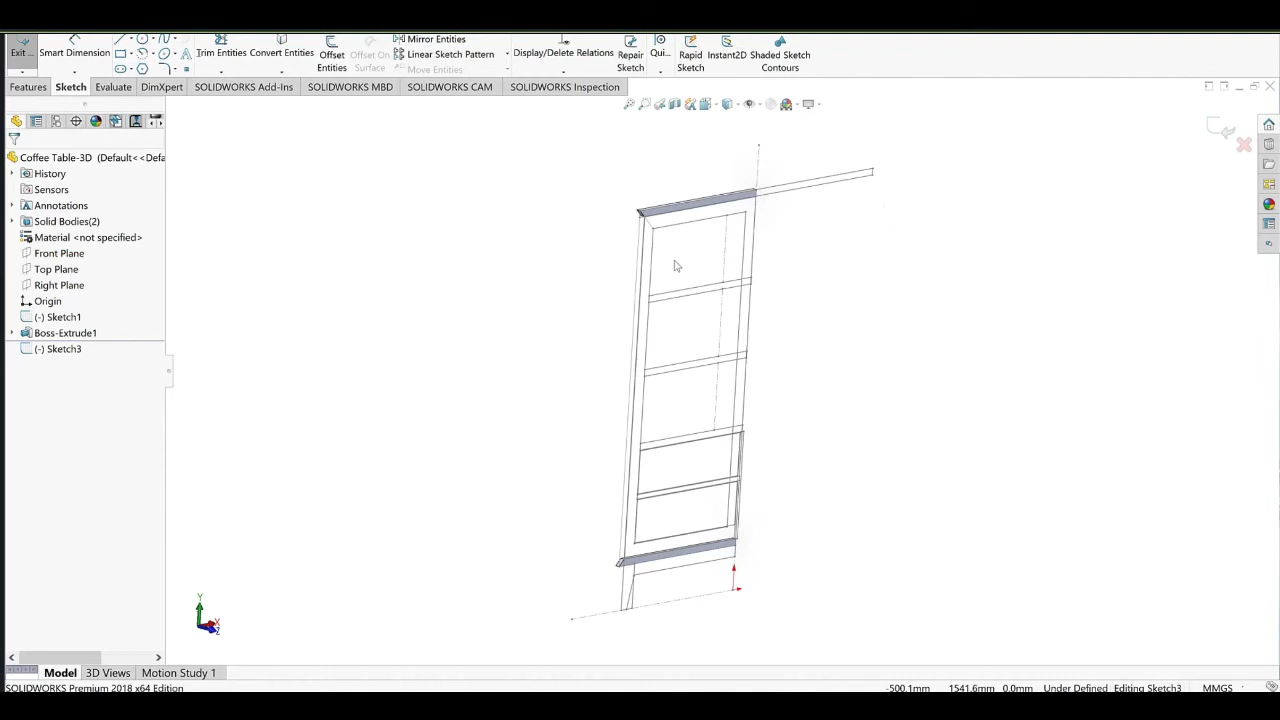 Exit ...
Smart Dimension
Trim Entities
Convert Entities
Offset Entities
Offset On Surface
Mirror Entities
Linear Sketch Pattern
Move Entities
Display/Delete Relations
Repair Sketch
Qui...
Rapid Sketch
Instant2D
Shaded Sketch Contours
Features
Sketch
Evaluate
DimXpert
SOLIDWORKS Add-Ins
SOLIDWORKS MBD
SOLIDWORKS CAM
SOLIDWORKS Inspection
Coffee Table-3D (Default<<Defa
History
Sensors
Annotations
Solid Bodies(2)
Material <not specified>
Front Plane
Top Plane
Right Plane
Origin
(-) Sketch1
Boss-Extrude1
(-) Sketch3
Y
X
Z
Model
3D Views
Motion Study 1
SOLIDWORKS Premium 2018 x64 Edition
-500.1mm
1541.6mm
0.0mm
Under Defined
Editing Sketch3
MMGS